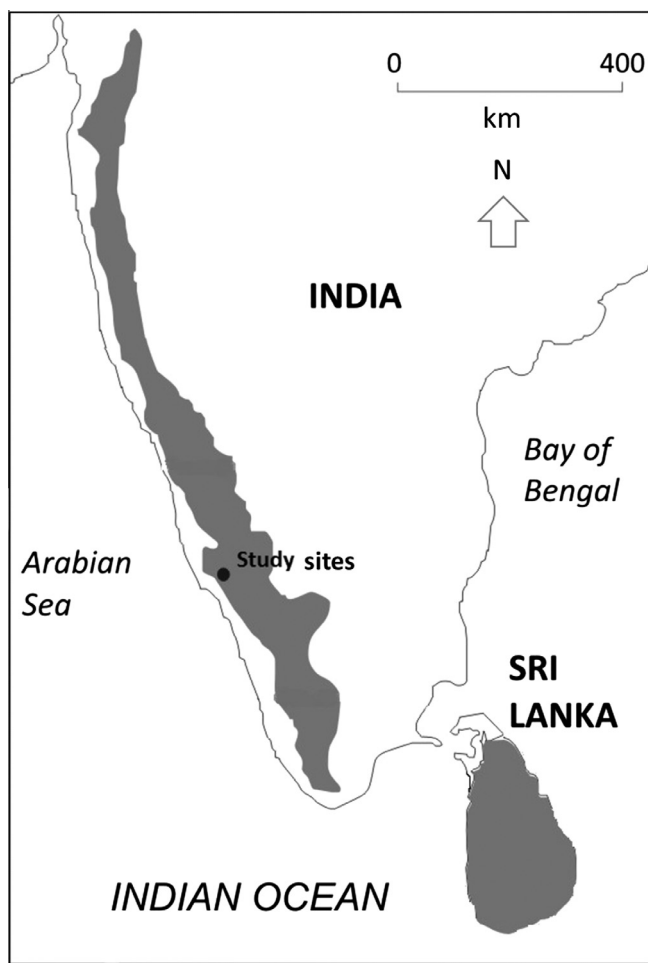 0 400
km
N
INDIA
Bay of
Bengal
Study sites
Arabian
Sea
SRI
LANKA
INDIAN OCEAN